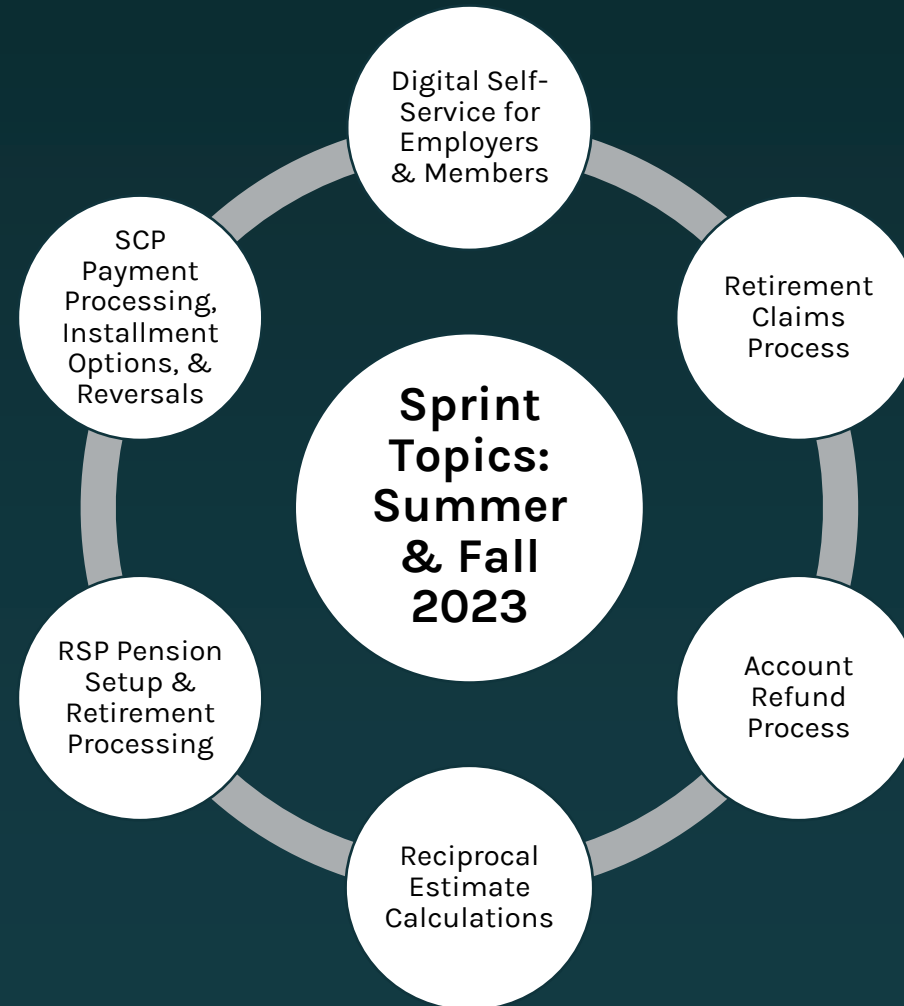 Digital Self-
Service for
Employers
& Members
Retirement
Claims
Process
Account
Refund
Process
Reciprocal
Estimate
Calculations
RSP Pension
Setup &
Retirement
Processing
SCP
Payment
Processing,
Installment
Options, &
Reversals
Sprint
Topics:
Summer
& Fall
2023